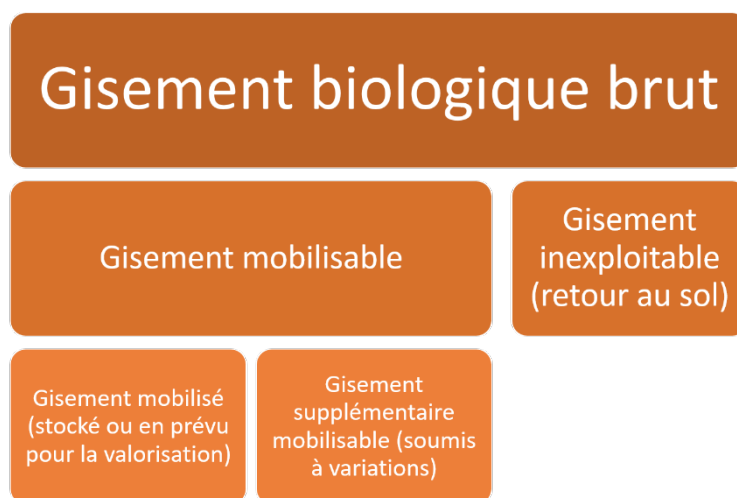 Gisement biologique brut
Gisement mobilisable
Gisement
inexploitable
(retour au sol)
Gisement mobilisé
(stocké ou en prévu
pour la valorisation)
Gisement
supplémentaire
mobilisable (soumis
à variations)